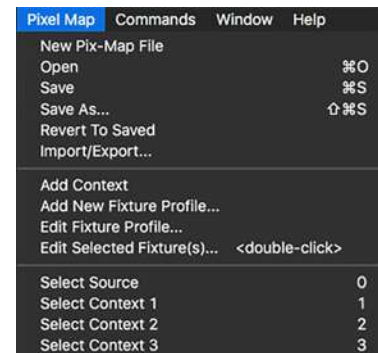 Pixel Map Commands Window Help
New Pix-Map File
Open ⌘O
Save ⌘S
Save As... ⇧⌘S
Revert To Saved
Import/Export...
Add Context
Add New Fixture Profile...
Edit Fixture Profile...
Edit Selected Fixture(s)... <double-click>
Select Source 0
Select Context 1 1
Select Context 2 2
Select Context 3 3